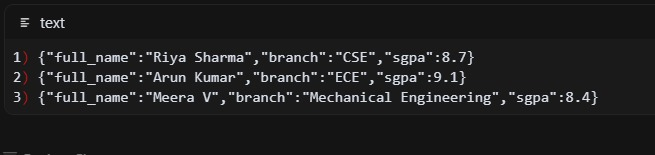 text
1) {"full_name":"Riya Sharma","branch":"CSE","sgpa":8.7}
2) {"full_name":"Arun Kumar","branch":"ECE","sgpa":9.1}
3) {"full_name":"Meera V","branch":"Mechanical Engineering","sgpa":8.4}